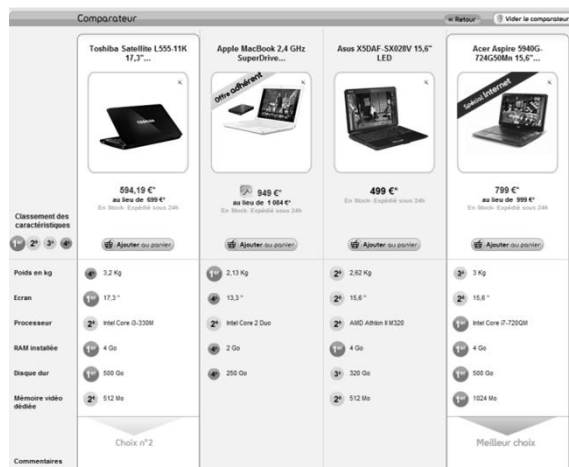 Comparateur
« Retour
Vider le comparateur
Toshiba Satellite L555-11K
17,3"...
Apple MacBook 2,4 GHz
SuperDrive...
Asus X5DAF-SX028V 15,6"
LED
Acer Aspire 5940G-
724G50Mn 15,6"...
TOSHIBA
Offre adhérent
Spécial Internet
594,19 €*
au lieu de 699 €*
En Stock- Expédié sous 24h
949 €*
au lieu de 1 084 €*
En Stock- Expédié sous 24h
499 €*
En Stock- Expédié sous 24h
799 €*
au lieu de 999 €*
En Stock- Expédié sous 24h
Classement des
caractéristiques
1er 2e 3e 4e
Ajouter au panier
Ajouter au panier
Ajouter au panier
Ajouter au panier
Poids en kg 4e 3,2 Kg 1er 2,13 Kg 2e 2,62 Kg 3e 3 Kg
Ecran 1er 17,3 " 4e 13,3 " 2e 15,6 " 2e 15,6 "
Processeur 2e Intel Core i3-330M 2e Intel Core 2 Duo 2e AMD Athlon II M320 1er Intel Core i7-720QM
RAM installée 1er 4 Go 4e 2 Go 1er 4 Go 1er 4 Go
Disque dur 1er 500 Go 4e 250 Go 3e 320 Go 1er 500 Go
Mémoire vidéo
dédiée
2e 512 Mo 2e 512 Mo 1er 1024 Mo
Choix n°2
Meilleur choix
Commentaires